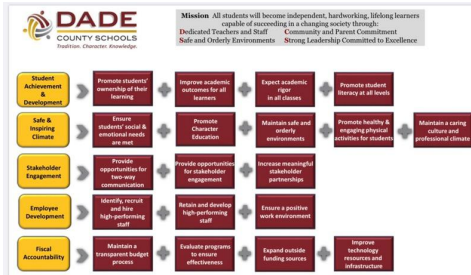 DADE
COUNTY SCHOOLS
Tradition. Character. Knowledge.
Mission All students will become independent, hardworking, lifelong learners
capable of succeeding in a changing society through:
Dedicated Teachers and Staff Community and Parent Commitment
Safe and Orderly Environments Strong Leadership Committed to Excellence
Student
Achievement
&
Development
Promote students'
ownership of their
learning
Improve academic
outcomes for all
learners
Expect academic
rigor
in all classes
Promote student
literacy at all levels
Safe &
Inspiring
Climate
Ensure
students' social &
emotional needs
are met
Promote
Character
Education
Maintain safe and
orderly
environments
Promote healthy &
engaging physical
activities for students
Maintain a caring
culture and
professional climate
Stakeholder
Engagement
Provide
opportunities for
two-way
communication
Provide opportunities
for stakeholder
engagement
Increase meaningful
stakeholder
partnerships
Employee
Development
Identify, recruit
and hire
high-performing
staff
Retain and develop
high-performing staff
Ensure a positive
work environment
Fiscal
Accountability
Maintain a
transparent budget
process
Evaluate programs
to ensure
effectiveness
Expand outside
funding sources
Improve
technology
resources and
infrastructure